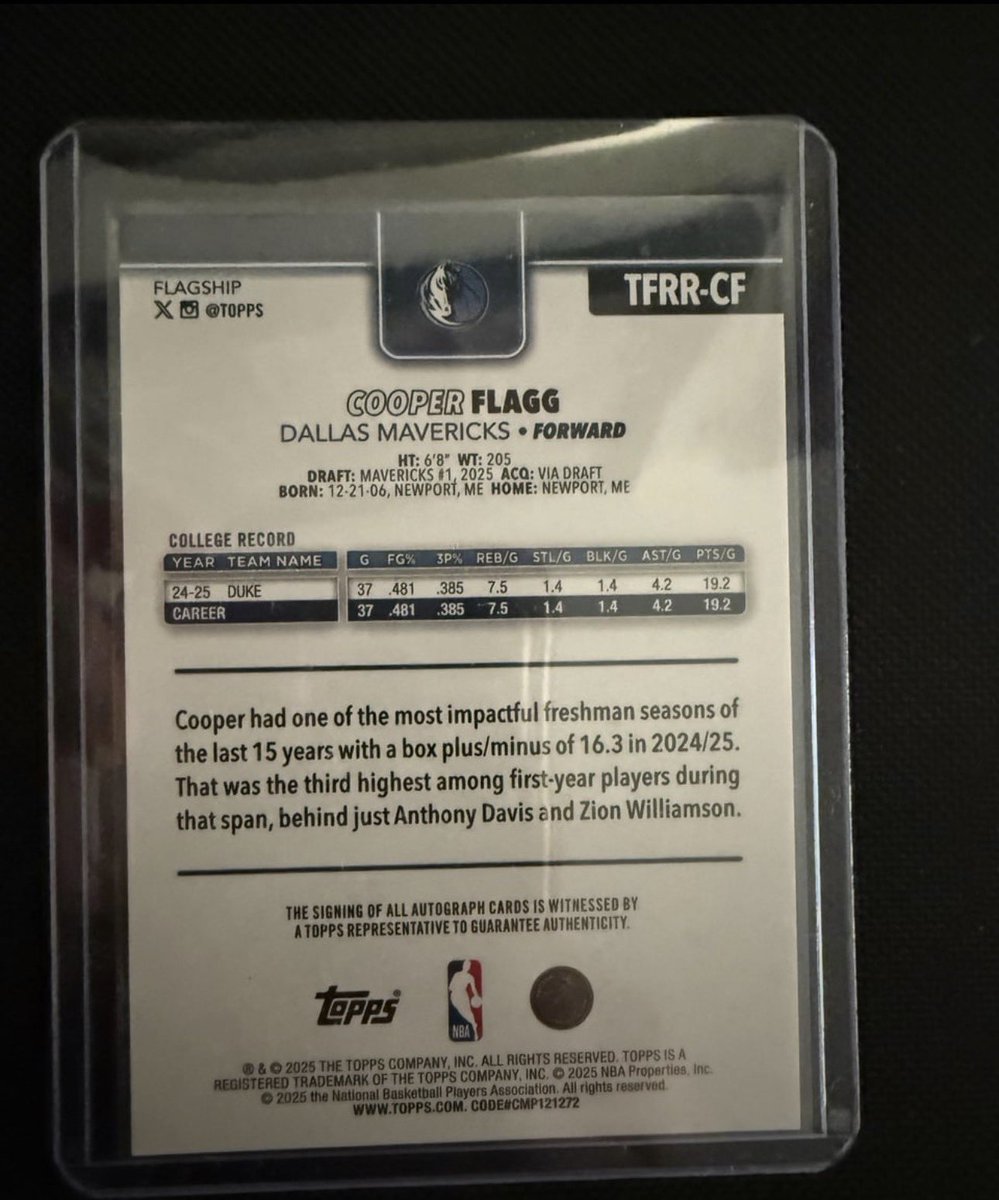 FLAGSHIP
TFRR-CF
@TOPPS
COOPER FLAGG
DALLAS MAVERICKS • FORWARD
HT: 6'8" WT: 205
DRAFT: MAVERICKS #1, 2025 ACQ: VIA DRAFT
BORN: 12-21-06, NEWPORT, ME HOME: NEWPORT, ME
COLLEGE RECORD
YEAR TEAM NAME G FG% 3P% REB/G STL/G BLK/G AST/G PTS/G
24-25 DUKE 37 .481 .385 7.5 1.4 1.4 4.2 19.2
CAREER 37 .481 .385 7.5 1.4 1.4 4.2 19.2
Cooper had one of the most impactful freshman seasons of
the last 15 years with a box plus/minus of 16.3 in 2024/25.
That was the third highest among first-year players during
that span, behind just Anthony Davis and Zion Williamson.
THE SIGNING OF ALL AUTOGRAPH CARDS IS WITNESSED BY
A TOPPS REPRESENTATIVE TO GUARANTEE AUTHENTICITY.
topps® NBA
® & © 2025 THE TOPPS COMPANY, INC. ALL RIGHTS RESERVED. TOPPS IS A
REGISTERED TRADEMARK OF THE TOPPS COMPANY, INC. © 2025 NBA Properties, Inc.
© 2025 the National Basketball Players Association. All rights reserved.
WWW.TOPPS.COM. CODE#CMP121272